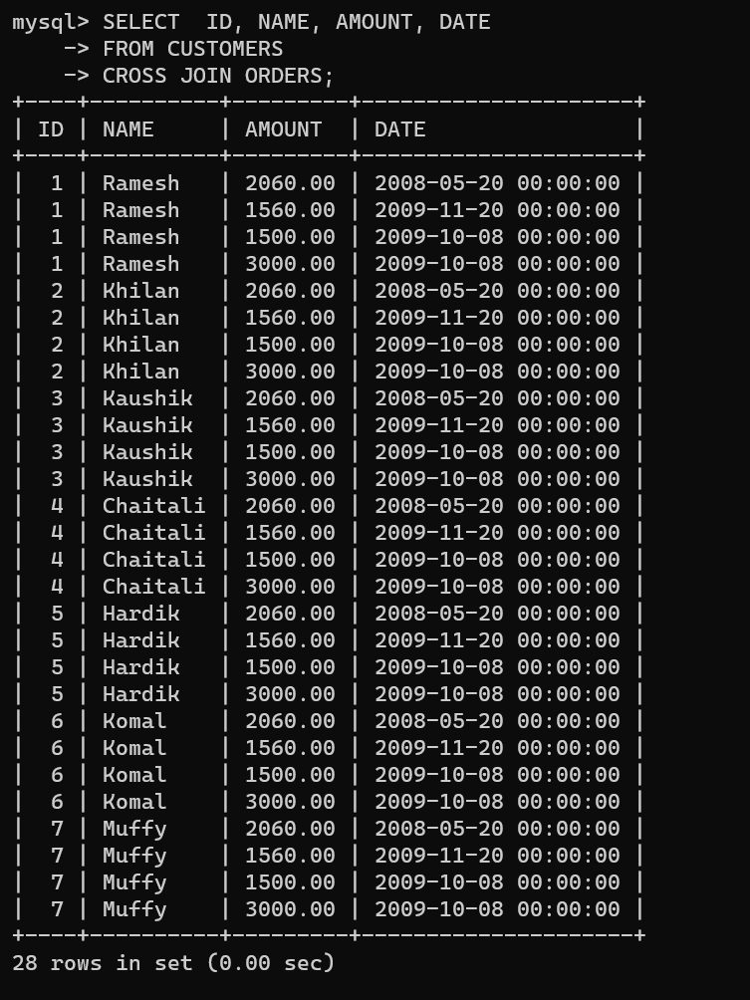 mysql> SELECT  ID, NAME, AMOUNT, DATE
    -> FROM CUSTOMERS
    -> CROSS JOIN ORDERS;
+----+----------+---------+---------------------+
| ID | NAME     | AMOUNT  | DATE                |
+----+----------+---------+---------------------+
|  1 | Ramesh   | 2060.00 | 2008-05-20 00:00:00 |
|  1 | Ramesh   | 1560.00 | 2009-11-20 00:00:00 |
|  1 | Ramesh   | 1500.00 | 2009-10-08 00:00:00 |
|  1 | Ramesh   | 3000.00 | 2009-10-08 00:00:00 |
|  2 | Khilan   | 2060.00 | 2008-05-20 00:00:00 |
|  2 | Khilan   | 1560.00 | 2009-11-20 00:00:00 |
|  2 | Khilan   | 1500.00 | 2009-10-08 00:00:00 |
|  2 | Khilan   | 3000.00 | 2009-10-08 00:00:00 |
|  3 | Kaushik  | 2060.00 | 2008-05-20 00:00:00 |
|  3 | Kaushik  | 1560.00 | 2009-11-20 00:00:00 |
|  3 | Kaushik  | 1500.00 | 2009-10-08 00:00:00 |
|  3 | Kaushik  | 3000.00 | 2009-10-08 00:00:00 |
|  4 | Chaitali | 2060.00 | 2008-05-20 00:00:00 |
|  4 | Chaitali | 1560.00 | 2009-11-20 00:00:00 |
|  4 | Chaitali | 1500.00 | 2009-10-08 00:00:00 |
|  4 | Chaitali | 3000.00 | 2009-10-08 00:00:00 |
|  5 | Hardik   | 2060.00 | 2008-05-20 00:00:00 |
|  5 | Hardik   | 1560.00 | 2009-11-20 00:00:00 |
|  5 | Hardik   | 1500.00 | 2009-10-08 00:00:00 |
|  5 | Hardik   | 3000.00 | 2009-10-08 00:00:00 |
|  6 | Komal    | 2060.00 | 2008-05-20 00:00:00 |
|  6 | Komal    | 1560.00 | 2009-11-20 00:00:00 |
|  6 | Komal    | 1500.00 | 2009-10-08 00:00:00 |
|  6 | Komal    | 3000.00 | 2009-10-08 00:00:00 |
|  7 | Muffy    | 2060.00 | 2008-05-20 00:00:00 |
|  7 | Muffy    | 1560.00 | 2009-11-20 00:00:00 |
|  7 | Muffy    | 1500.00 | 2009-10-08 00:00:00 |
|  7 | Muffy    | 3000.00 | 2009-10-08 00:00:00 |
+----+----------+---------+---------------------+
28 rows in set (0.00 sec)